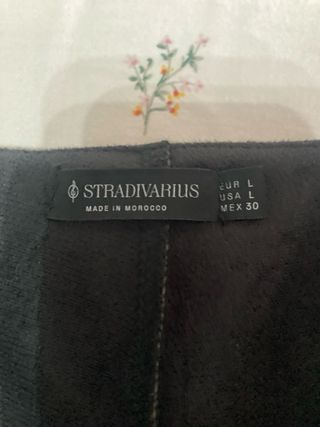 STRADIVARIUS
MADE IN MOROCCO
EUR L
USA L
MEX 30